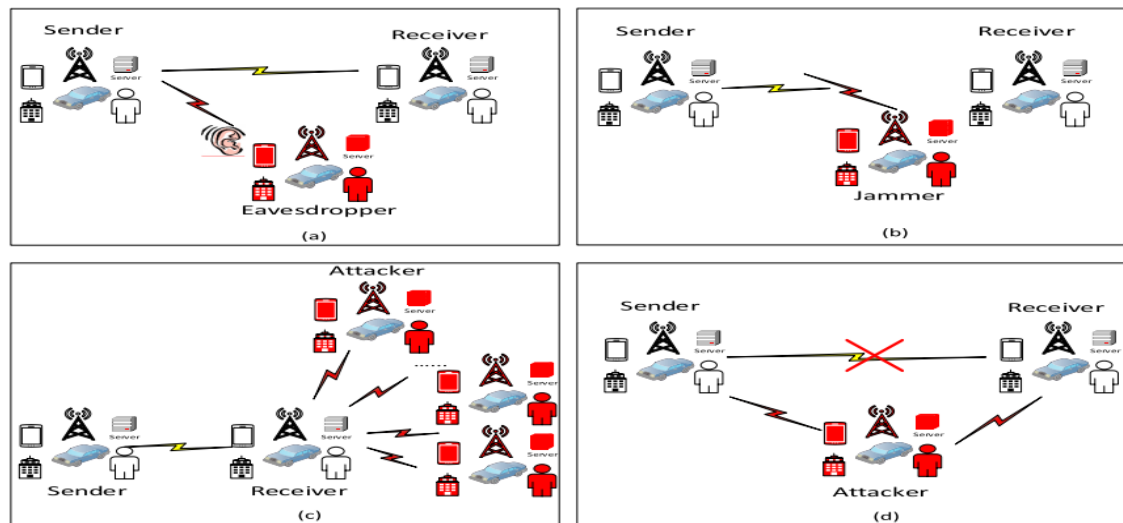 Sender
Receiver
Server
Server
Server
Eavesdropper
(a)
Sender
Receiver
Server
Server
Server
Jammer
(b)
Attacker
Server
Server
Server
Server
Server
Sender
Receiver
(c)
Sender
Receiver
Server
Server
Server
Attacker
(d)